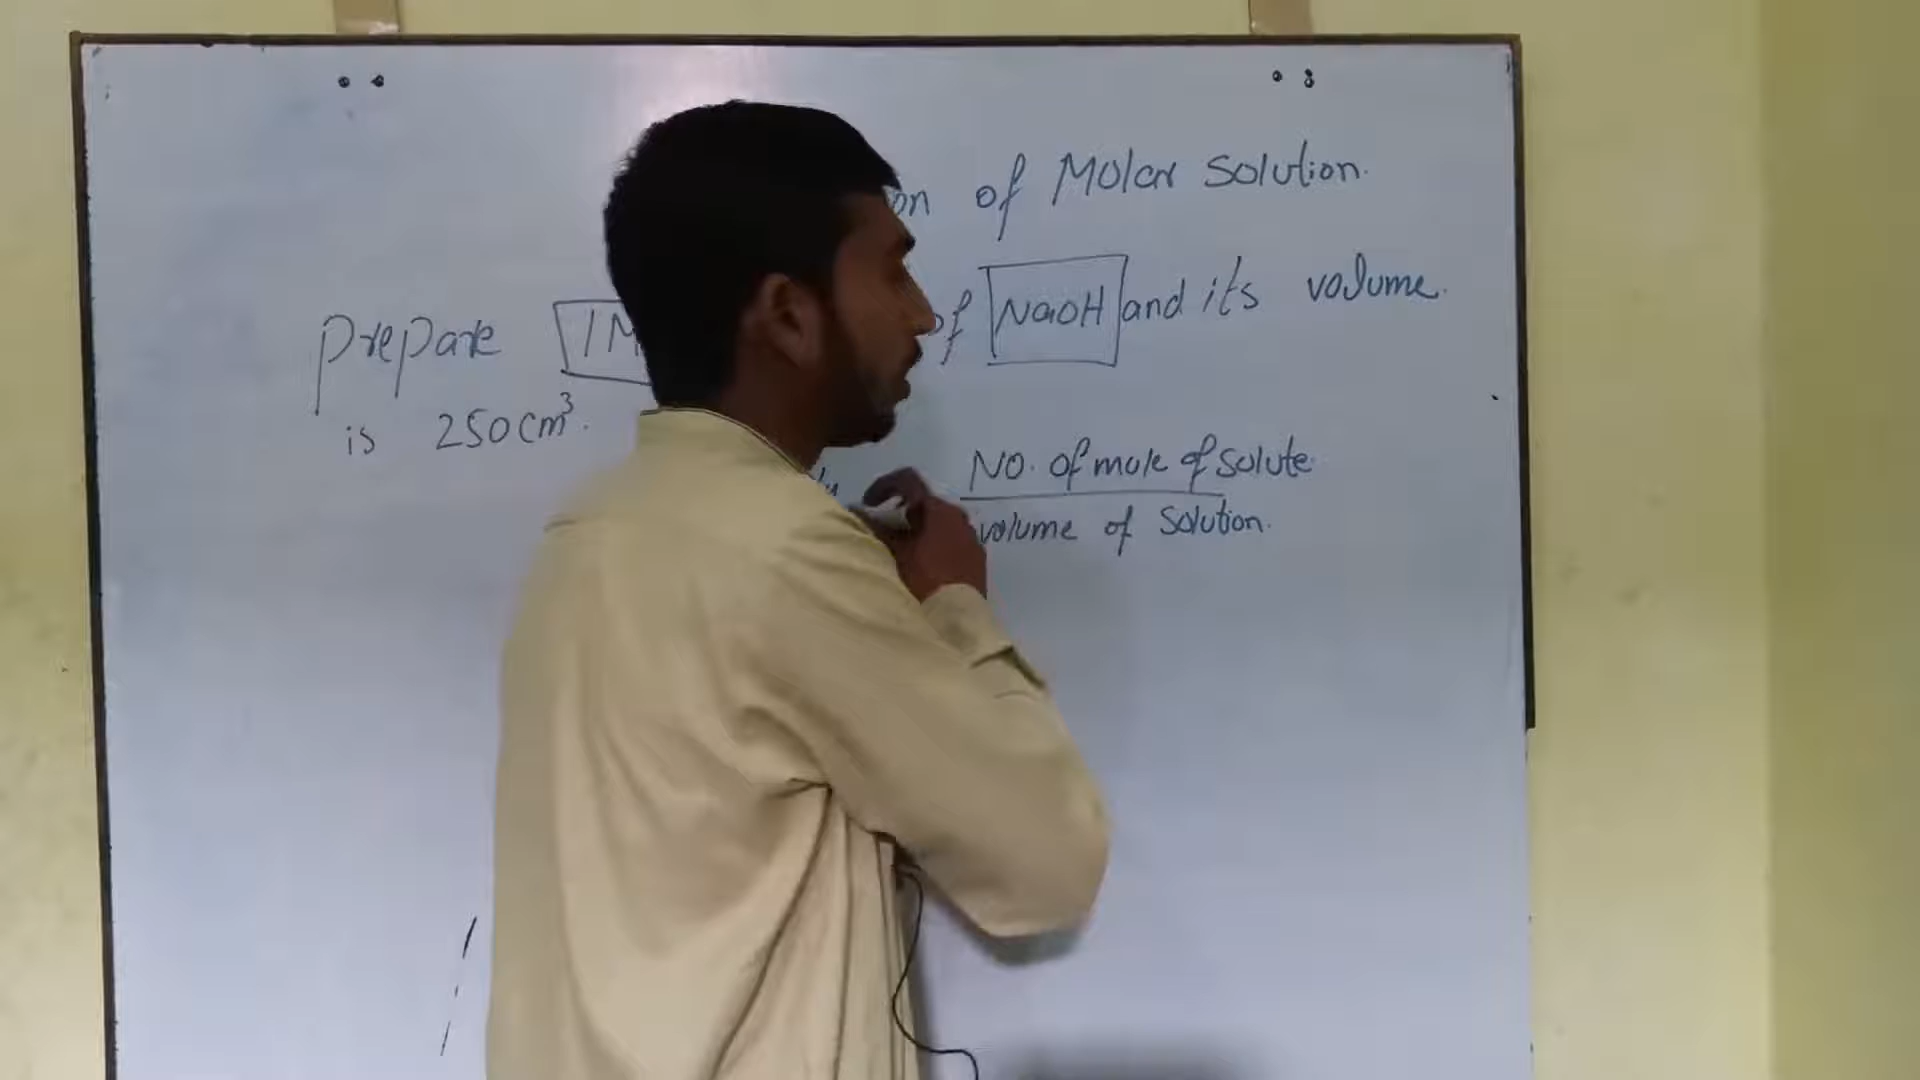 on of Molar Solution.
Prepare 1M of NaOH and its volume.
is 250cm³.
ty No. of mole of solute
volume of Solution.